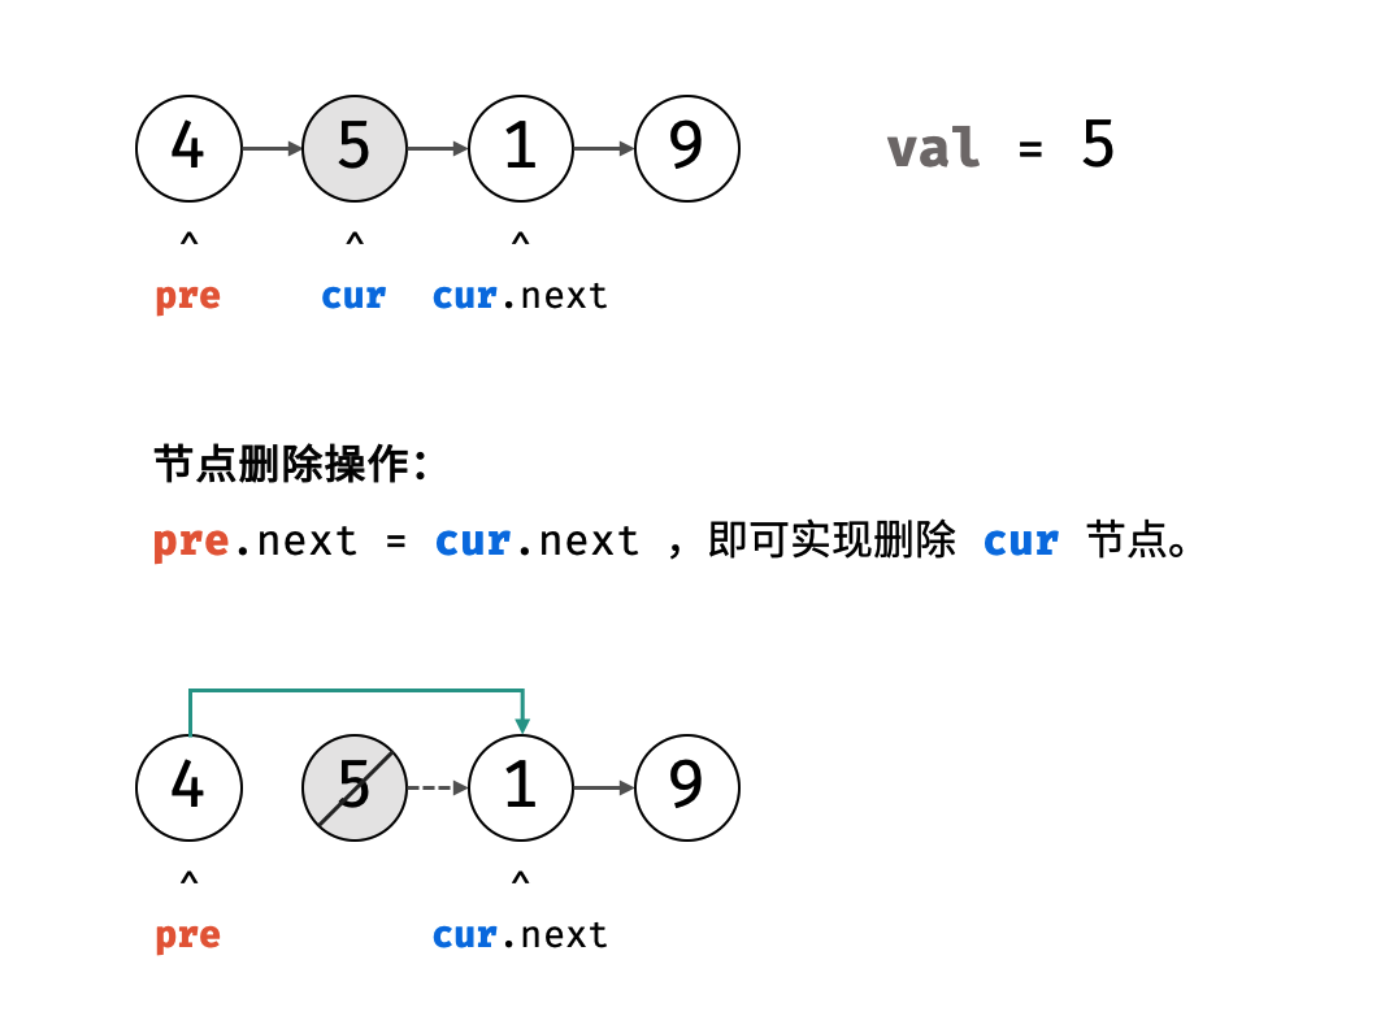 4 5 1 9 val = 5
^ ^ ^
pre cur cur.next
节点删除操作：
pre.next = cur.next ，即可实现删除 cur 节点。
4 5 1 9
^ ^
pre cur.next